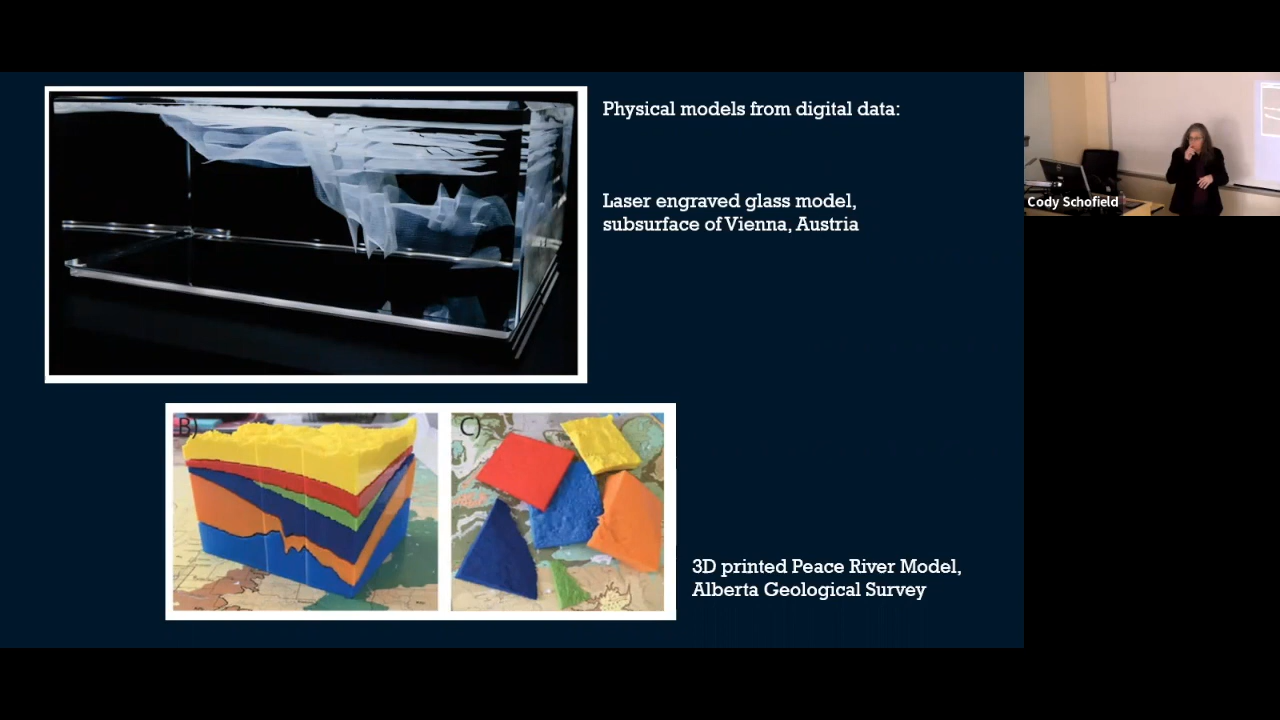 Physical models from digital data:
Laser engraved glass model,
subsurface of Vienna, Austria
Cody Schofield
B)
C)
3D printed Peace River Model,
Alberta Geological Survey